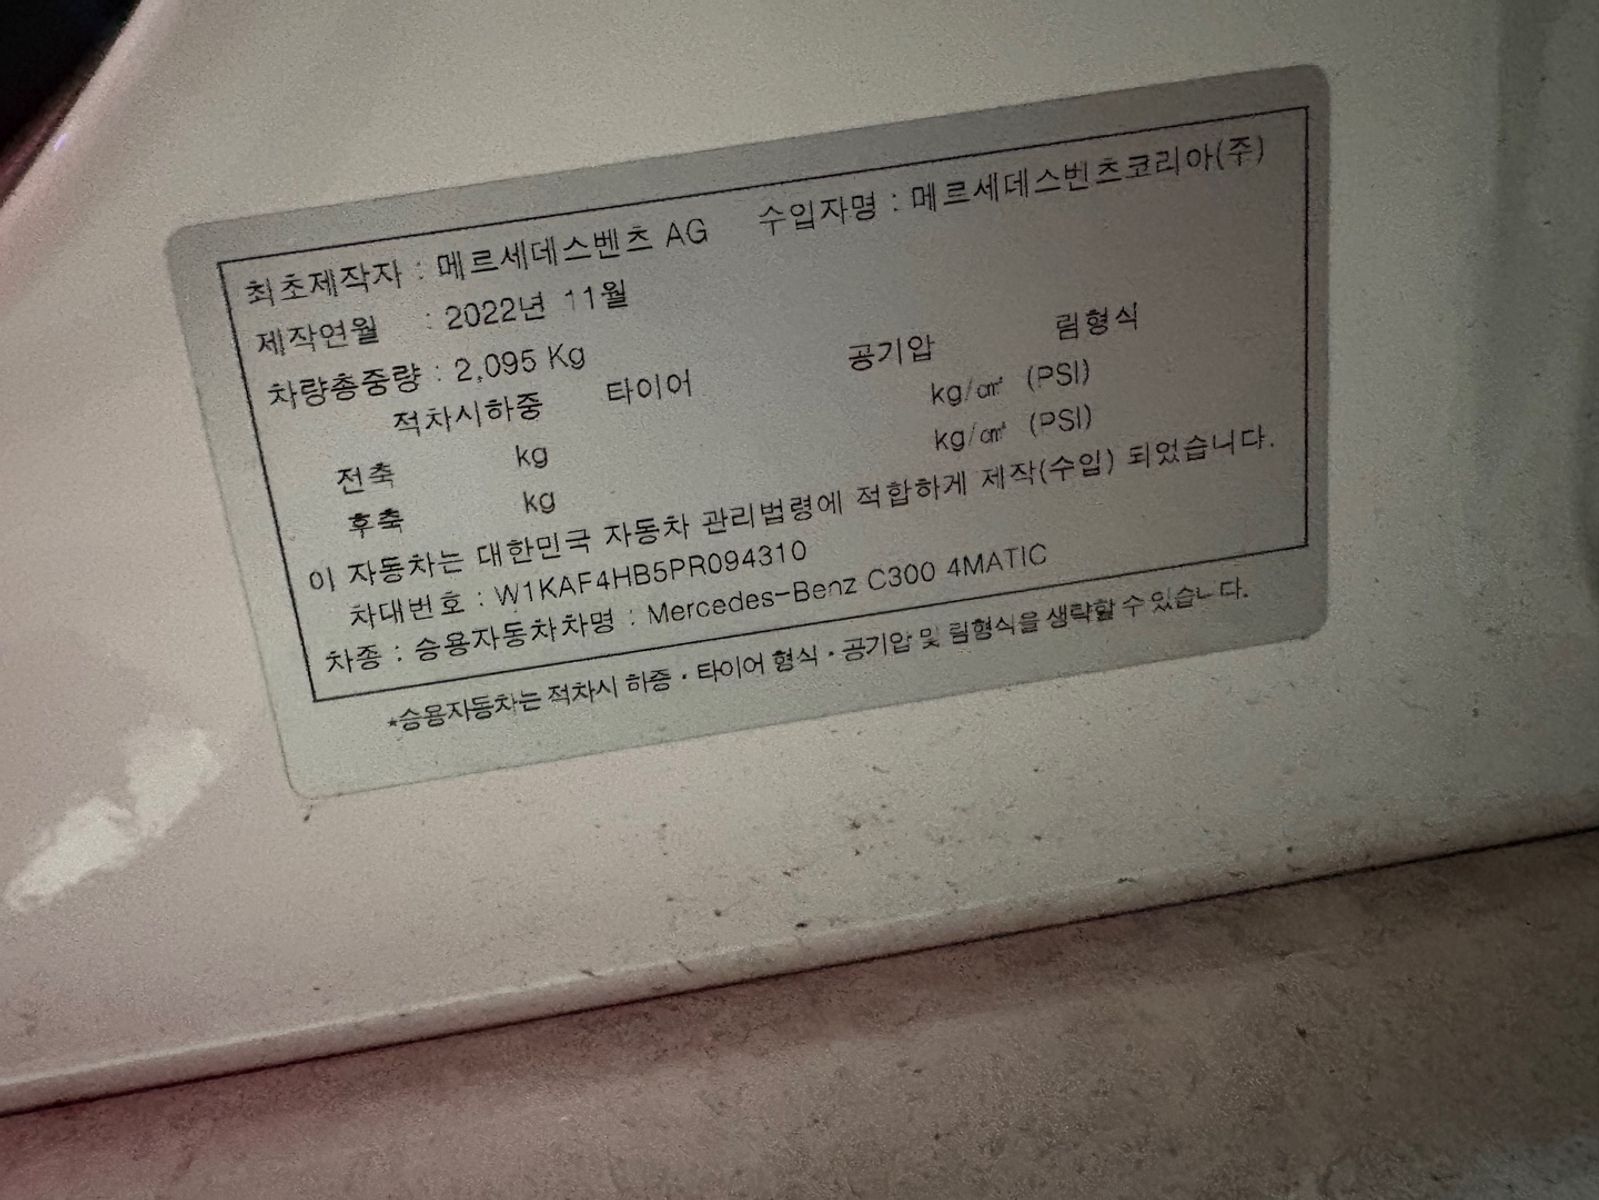 최초제작자 : 메르세데스벤츠 AG 수입자명 : 메르세데스벤츠코리아(주)
제작연월 : 2022년 11월
차량총중량 : 2,095 Kg
적차시하중 타이어 공기압 림형식
전축 kg kg/㎠ (PSI)
후축 kg kg/㎠ (PSI)
이 자동차는 대한민국 자동차 관리법령에 적합하게 제작(수입) 되었습니다.
차대번호 : W1KAF4HB5PR094310
차종 : 승용자동차차명 : Mercedes-Benz C300 4MATIC
*승용자동차는 적차시 하중 · 타이어 형식 · 공기압 및 림형식을 생략할 수 있습니다.